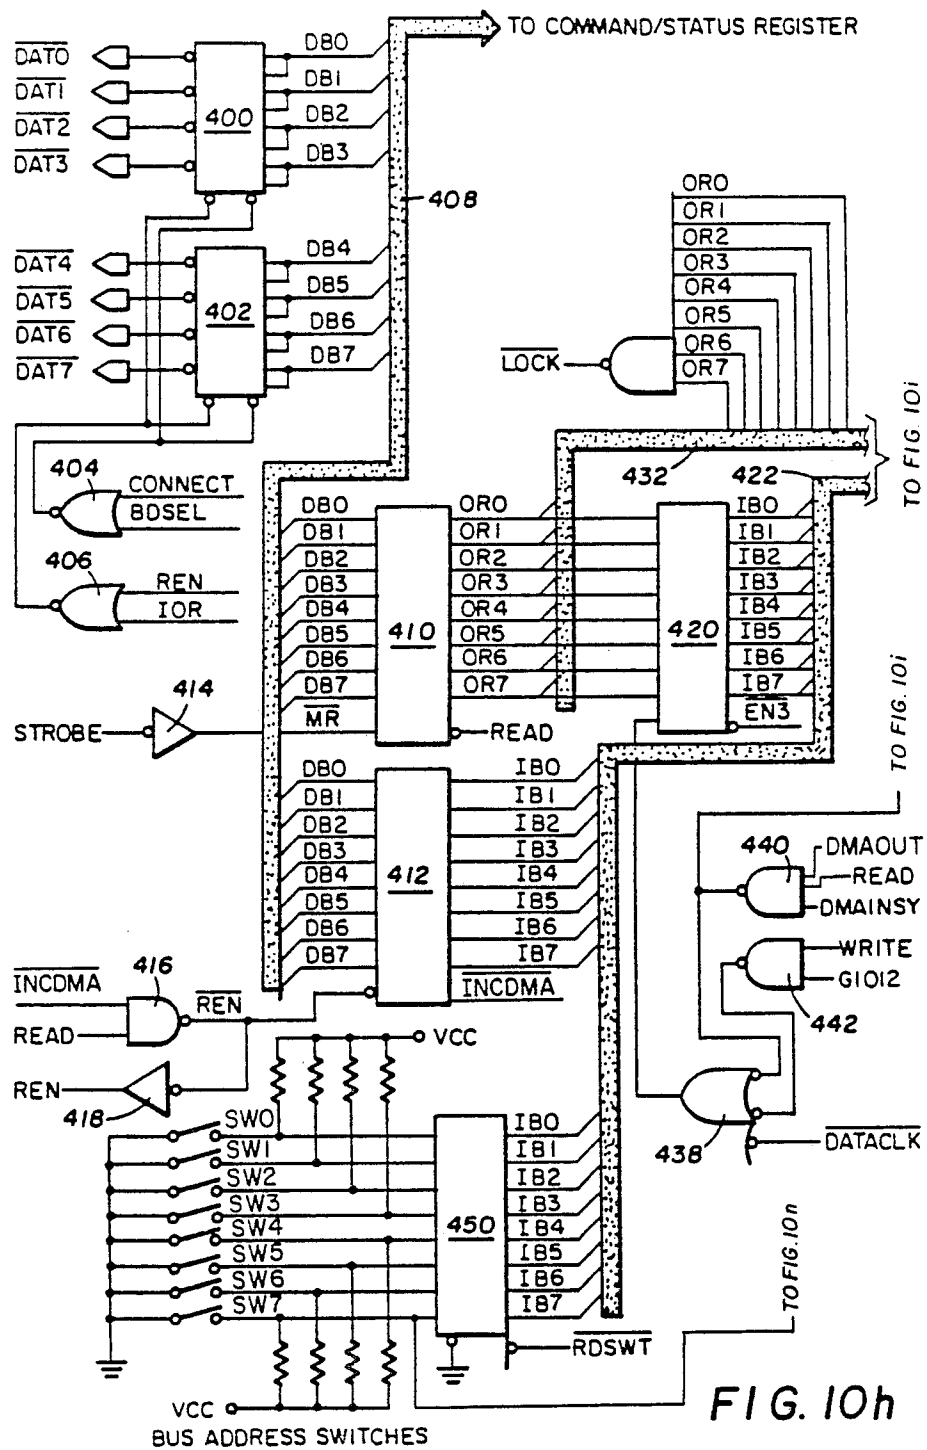 TO COMMAND/STATUS REGISTER
DAT0
DAT1
DAT2
DAT3
400
DB0
DB1
DB2
DB3
408
DAT4
DAT5
DAT6
DAT7
402
DB4
DB5
DB6
DB7
OR0
OR1
OR2
OR3
OR4
OR5
OR6
OR7
LOCK
TO FIG. 10i
432
422
404
CONNECT
BDSEL
406
REN
IOR
DB0
DB1
DB2
DB3
DB4
DB5
DB6
DB7
MR
410
OR0
OR1
OR2
OR3
OR4
OR5
OR6
OR7
READ
420
IB0
IB1
IB2
IB3
IB4
IB5
IB6
IB7
EN3
STROBE
414
TO FIG. 10i
DB0
DB1
DB2
DB3
DB4
DB5
DB6
DB7
412
IB0
IB1
IB2
IB3
IB4
IB5
IB6
IB7
INCDMA
440
DMAOUT
READ
DMAINSY
WRITE
GIO12
442
INCDMA
416
READ
REN
REN
418
VCC
438
DATACLK
SW0
SW1
SW2
SW3
SW4
SW5
SW6
SW7
450
IB0
IB1
IB2
IB3
IB4
IB5
IB6
IB7
RDSWT
TO FIG. 10n
VCC
BUS ADDRESS SWITCHES
FIG. 10h